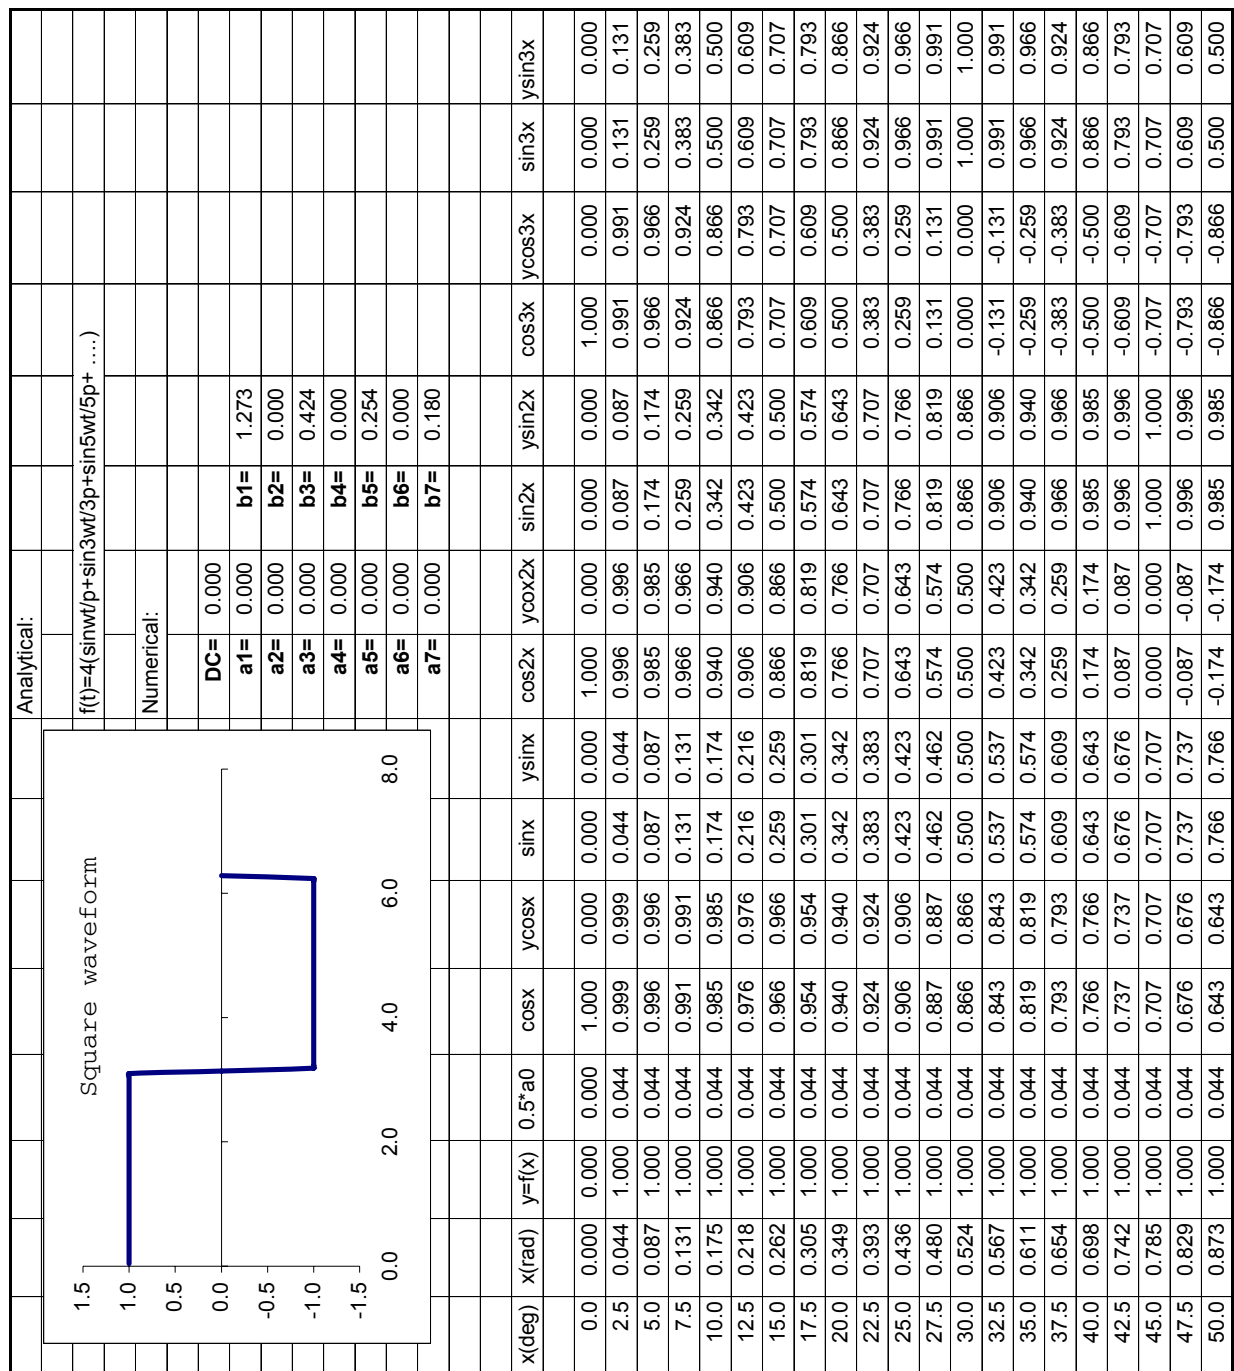 Analytical:
f(t)=4(sinwt/p+sin3wt/3p+sin5wt/5p+ ....)
Numerical:
DC= 0.000
a1= 0.000 b1= 1.273
a2= 0.000 b2= 0.000
a3= 0.000 b3= 0.424
a4= 0.000 b4= 0.000
a5= 0.000 b5= 0.254
a6= 0.000 b6= 0.000
a7= 0.000 b7= 0.180
Square waveform
1.5
1.0
0.5
0.0
-0.5
-1.0
-1.5
0.0 2.0 4.0 6.0 8.0
x(deg) x(rad) y=f(x) 0.5*a0 cosx ycosx sinx ysinx cos2x ycox2x sin2x ysin2x cos3x ycos3x sin3x ysin3x
0.0 0.000 0.000 0.000 1.000 0.000 0.000 0.000 1.000 0.000 0.000 0.000 1.000 0.000 0.000 0.000
2.5 0.044 1.000 0.044 0.999 0.999 0.044 0.044 0.996 0.996 0.087 0.087 0.991 0.991 0.131 0.131
5.0 0.087 1.000 0.044 0.996 0.996 0.087 0.087 0.985 0.985 0.174 0.174 0.966 0.966 0.259 0.259
7.5 0.131 1.000 0.044 0.991 0.991 0.131 0.131 0.966 0.966 0.259 0.259 0.924 0.924 0.383 0.383
10.0 0.175 1.000 0.044 0.985 0.985 0.174 0.174 0.940 0.940 0.342 0.342 0.866 0.866 0.500 0.500
12.5 0.218 1.000 0.044 0.976 0.976 0.216 0.216 0.906 0.906 0.423 0.423 0.793 0.793 0.609 0.609
15.0 0.262 1.000 0.044 0.966 0.966 0.259 0.259 0.866 0.866 0.500 0.500 0.707 0.707 0.707 0.707
17.5 0.305 1.000 0.044 0.954 0.954 0.301 0.301 0.819 0.819 0.574 0.574 0.609 0.609 0.793 0.793
20.0 0.349 1.000 0.044 0.940 0.940 0.342 0.342 0.766 0.766 0.643 0.643 0.500 0.500 0.866 0.866
22.5 0.393 1.000 0.044 0.924 0.924 0.383 0.383 0.707 0.707 0.707 0.707 0.383 0.383 0.924 0.924
25.0 0.436 1.000 0.044 0.906 0.906 0.423 0.423 0.643 0.643 0.766 0.766 0.259 0.259 0.966 0.966
27.5 0.480 1.000 0.044 0.887 0.887 0.462 0.462 0.574 0.574 0.819 0.819 0.131 0.131 0.991 0.991
30.0 0.524 1.000 0.044 0.866 0.866 0.500 0.500 0.500 0.500 0.866 0.866 0.000 0.000 1.000 1.000
32.5 0.567 1.000 0.044 0.843 0.843 0.537 0.537 0.423 0.423 0.906 0.906 -0.131 -0.131 0.991 0.991
35.0 0.611 1.000 0.044 0.819 0.819 0.574 0.574 0.342 0.342 0.940 0.940 -0.259 -0.259 0.966 0.966
37.5 0.654 1.000 0.044 0.793 0.793 0.609 0.609 0.259 0.259 0.966 0.966 -0.383 -0.383 0.924 0.924
40.0 0.698 1.000 0.044 0.766 0.766 0.643 0.643 0.174 0.174 0.985 0.985 -0.500 -0.500 0.866 0.866
42.5 0.742 1.000 0.044 0.737 0.737 0.676 0.676 0.087 0.087 0.996 0.996 -0.609 -0.609 0.793 0.793
45.0 0.785 1.000 0.044 0.707 0.707 0.707 0.707 0.000 0.000 1.000 1.000 -0.707 -0.707 0.707 0.707
47.5 0.829 1.000 0.044 0.676 0.676 0.737 0.737 -0.087 -0.087 0.996 0.996 -0.793 -0.793 0.609 0.609
50.0 0.873 1.000 0.044 0.643 0.643 0.766 0.766 -0.174 -0.174 0.985 0.985 -0.866 -0.866 0.500 0.500